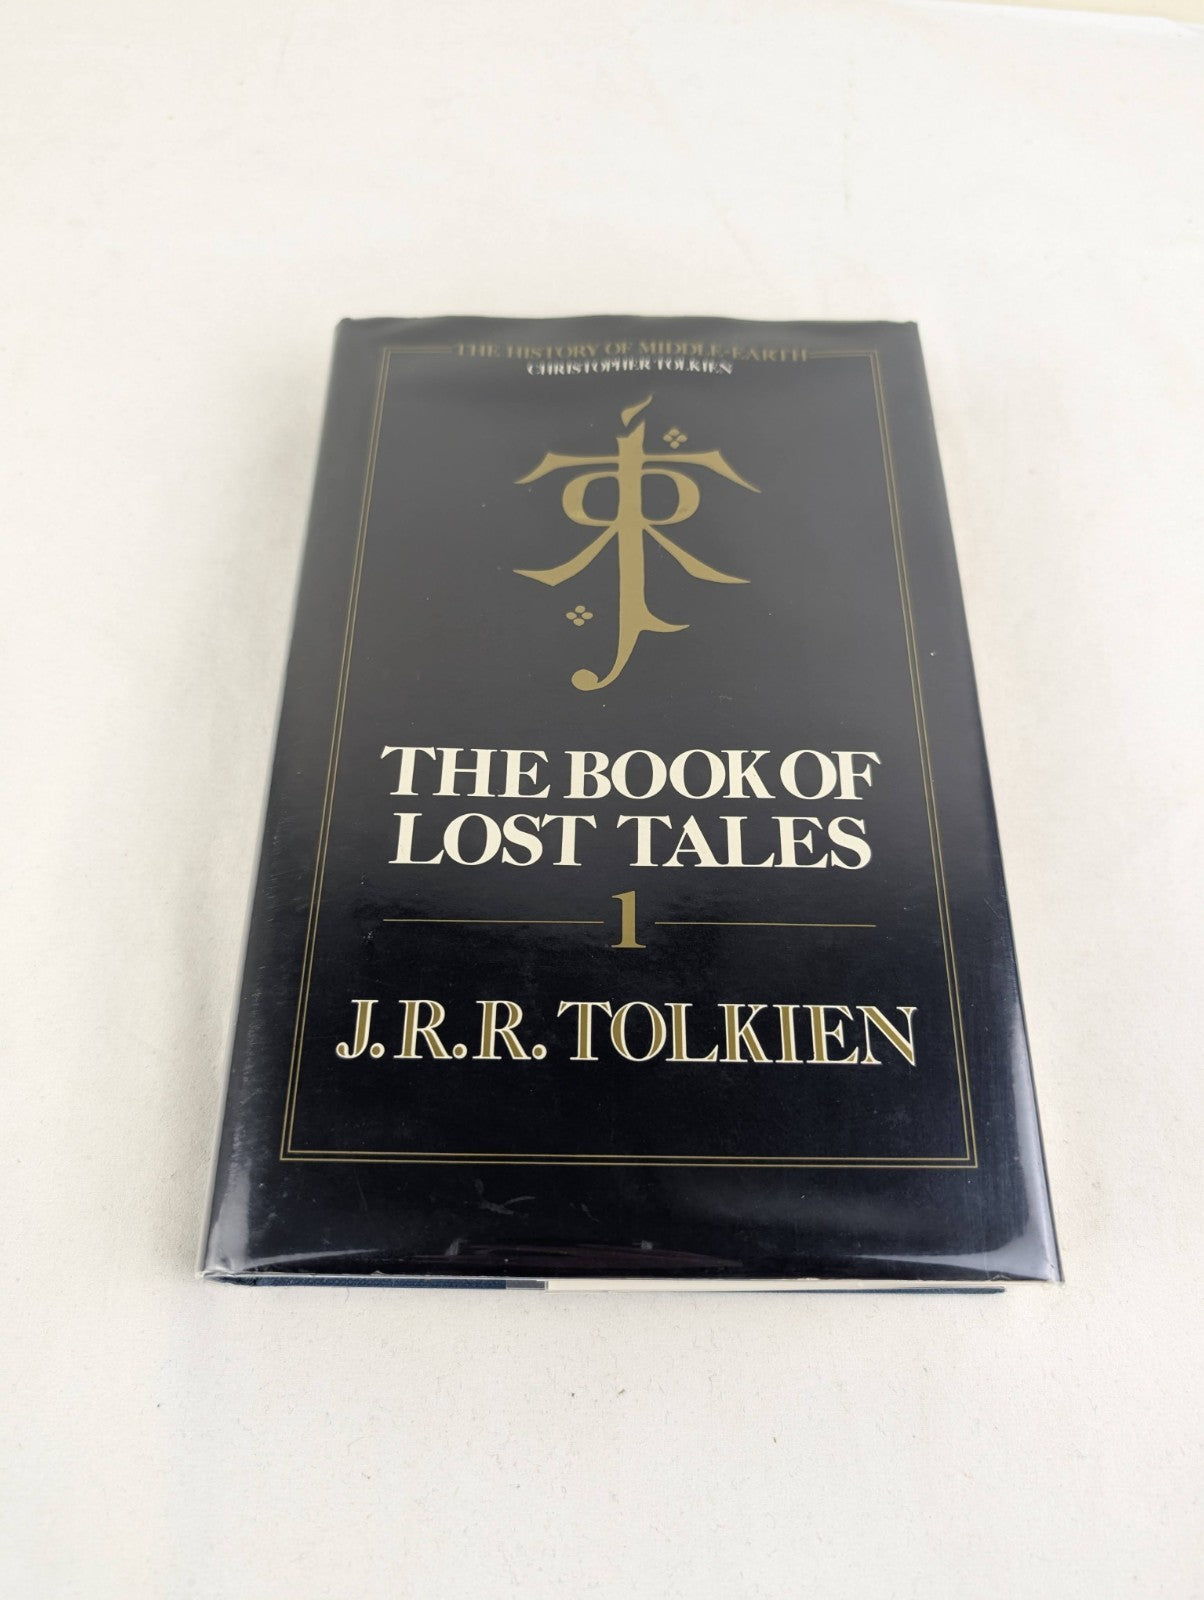 THE HISTORY OF MIDDLE-EARTH
CHRISTOPHER TOLKIEN
THE BOOK OF
LOST TALES
1
J.R.R. TOLKIEN